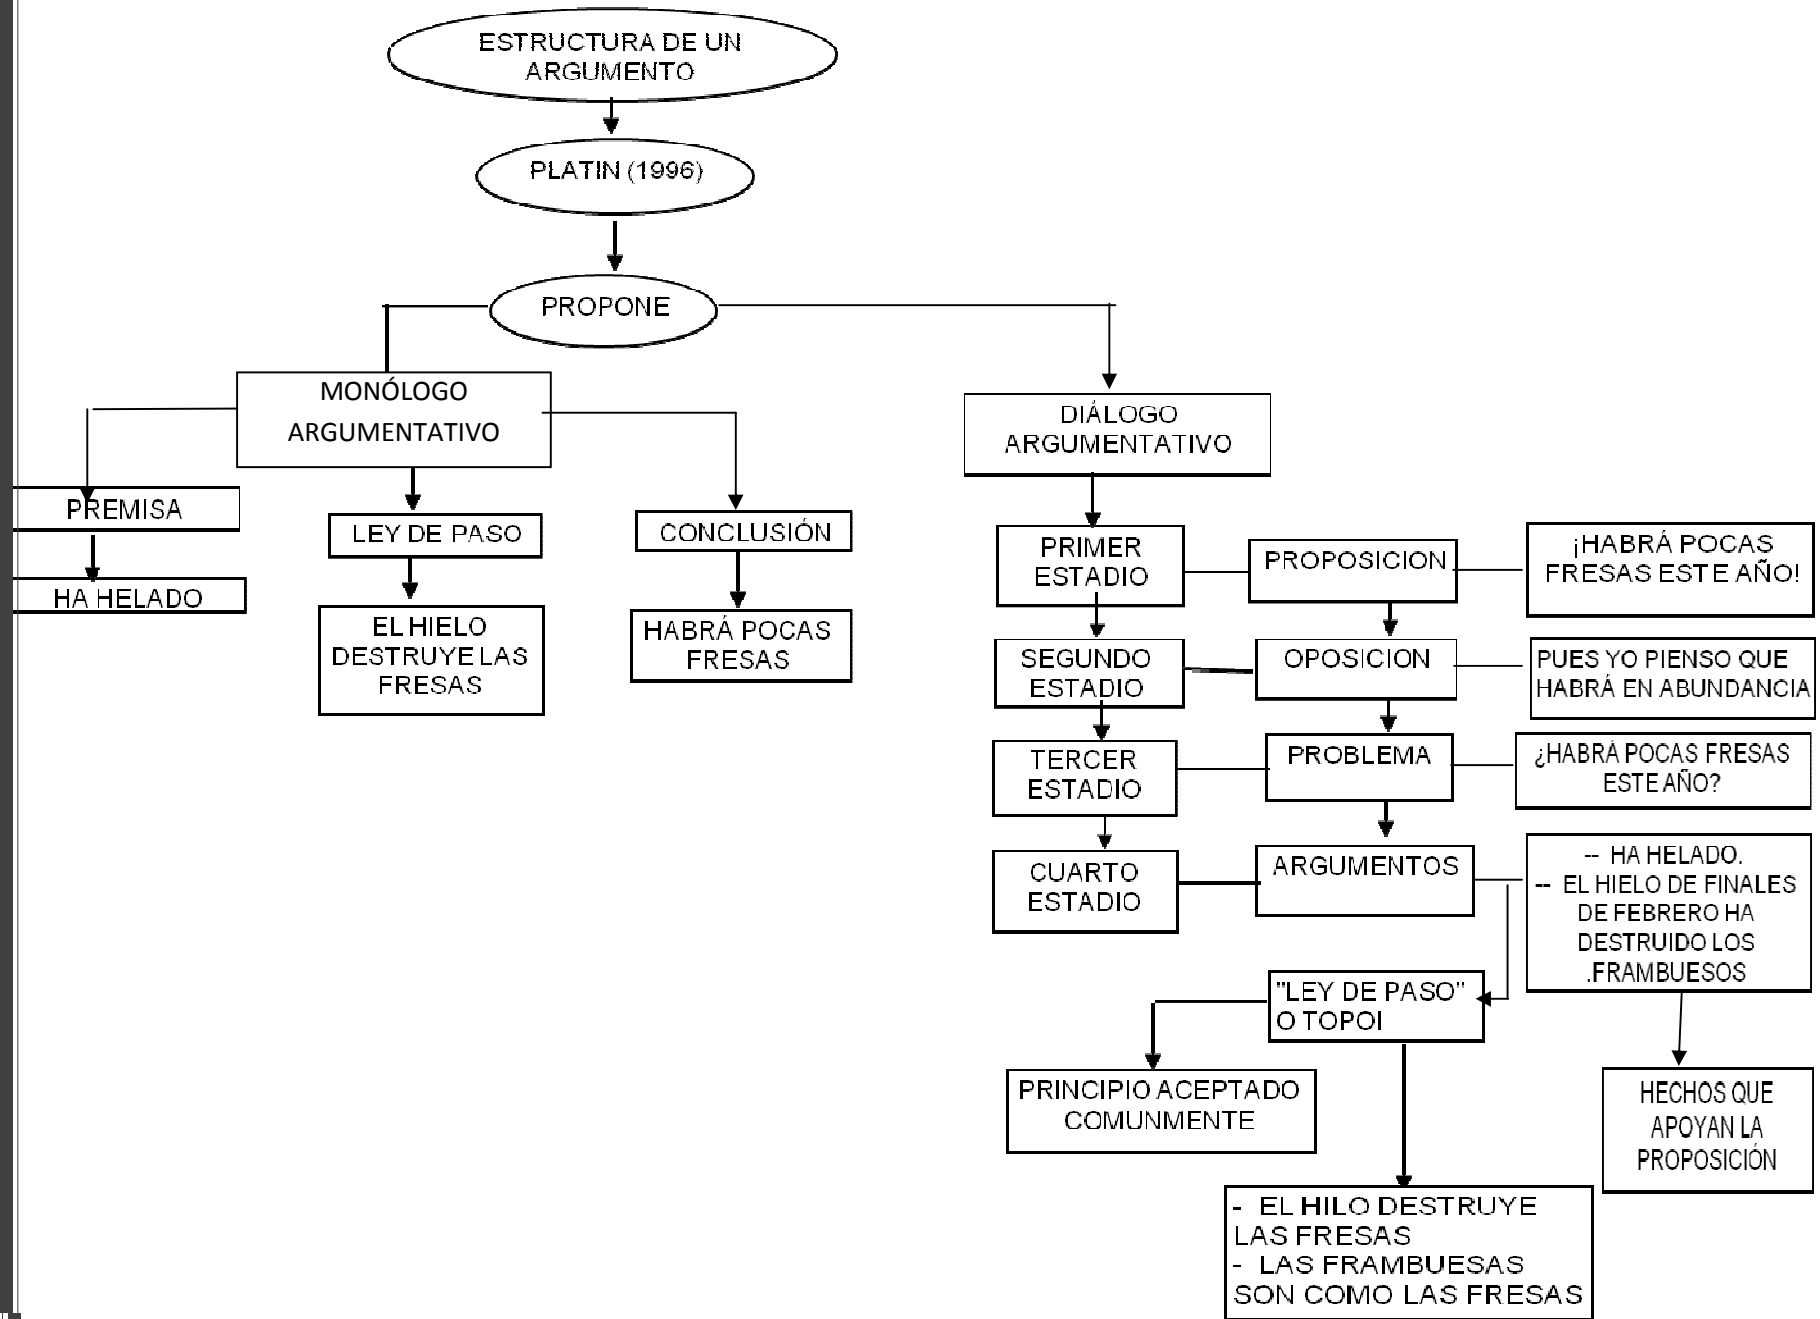 ESTRUCTURA DE UN
ARGUMENTO
PLATIN (1996)
PROPONE
MONÓLOGO
ARGUMENTATIVO
PREMISA
HA HELADO
LEY DE PASO
EL HIELO
DESTRUYE LAS
FRESAS
CONCLUSIÓN
HABRÁ POCAS
FRESAS
DIÁLOGO
ARGUMENTATIVO
PRIMER
ESTADIO
PROPOSICION
¡HABRÁ POCAS
FRESAS ESTE AÑO!
SEGUNDO
ESTADIO
OPOSICION
PUES YO PIENSO QUE
HABRÁ EN ABUNDANCIA
TERCER
ESTADIO
PROBLEMA
¿HABRÁ POCAS FRESAS
ESTE AÑO?
CUARTO
ESTADIO
ARGUMENTOS
-- HA HELADO.
-- EL HIELO DE FINALES
DE FEBRERO HA
DESTRUIDO LOS
.FRAMBUESOS
"LEY DE PASO"
O TOPOI
PRINCIPIO ACEPTADO
COMUNMENTE
HECHOS QUE
APOYAN LA
PROPOSICIÓN
- EL HILO DESTRUYE
LAS FRESAS
- LAS FRAMBUESAS
SON COMO LAS FRESAS